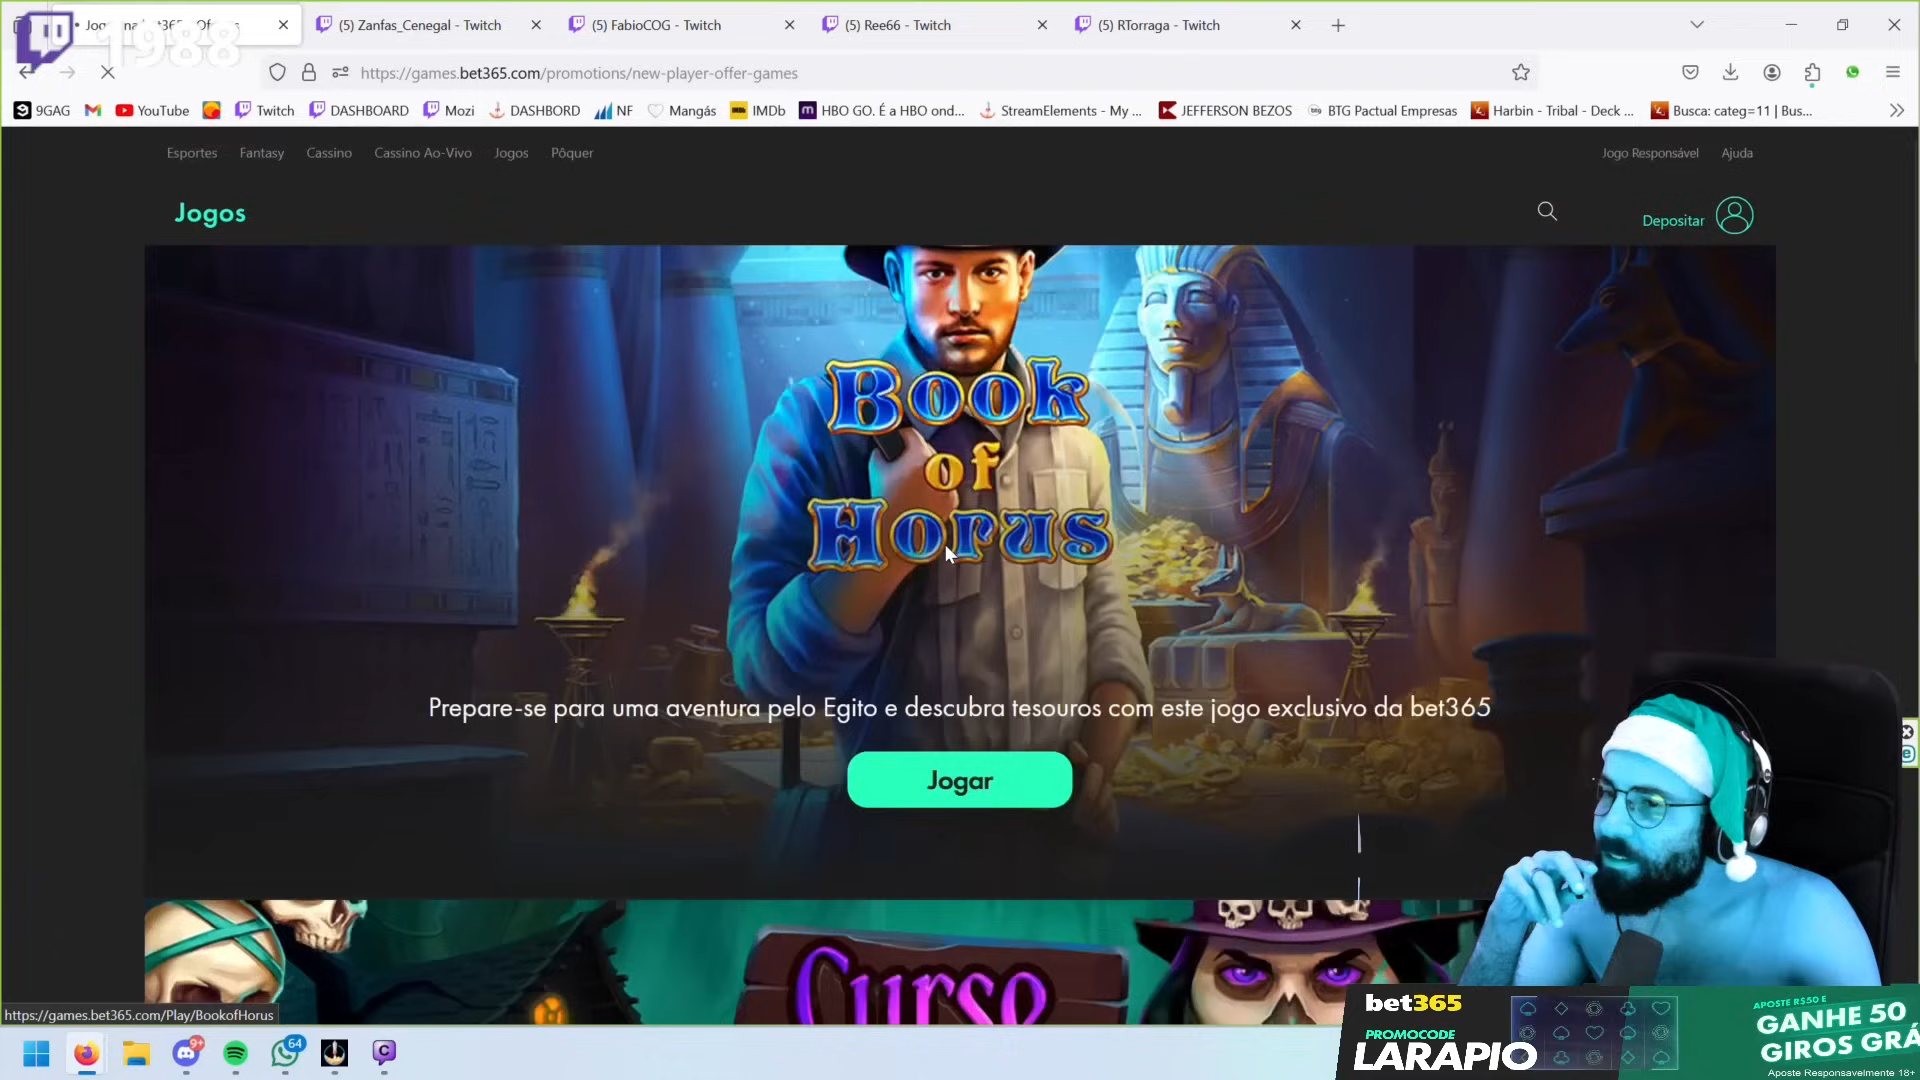 1988
(5) Zanfas_Cenegal - Twitch
(5) FabioCOG - Twitch
(5) Ree66 - Twitch
(5) RTorraga - Twitch
https://games.bet365.com/promotions/new-player-offer-games
9GAG
YouTube
Twitch
DASHBOARD
Mozi
DASHBORD
NF
Mangás
IMDb
HBO GO. É a HBO ond...
StreamElements - My ...
JEFFERSON BEZOS
BTG Pactual Empresas
Harbin - Tribal - Deck ...
Busca: categ=11 | Bus...
Esportes
Fantasy
Cassino
Cassino Ao-Vivo
Jogos
Pôquer
Jogo Responsável
Ajuda
Jogos
Depositar
Book
of
Horus
Prepare-se para uma aventura pelo Egito e descubra tesouros com este jogo exclusivo da bet365
Jogar
Curse
https://games.bet365.com/Play/BookofHorus
9+
64
bet365
PROMOCODE
LARAPIO
APOSTE R$50 E
GANHE 50
GIROS GRÁ
Aposte Responsavelmente 18+